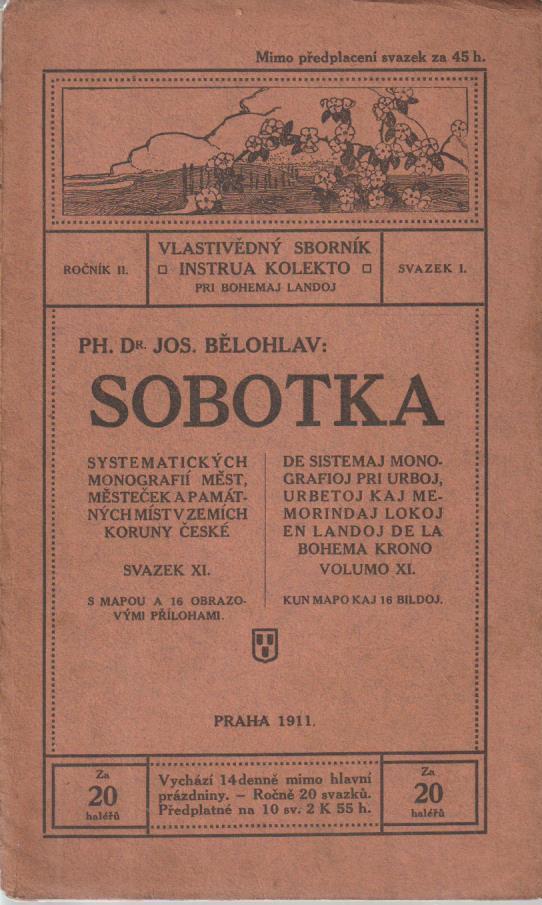 Mimo předplacení svazek za 45 h.
ROČNÍK II.
VLASTIVĚDNÝ SBORNÍK
INSTRUA KOLEKTO
PRI BOHEMAJ LANDOJ
SVAZEK I.
PH. DR. JOS. BĚLOHLAV:
SOBOTKA
SYSTEMATICKÝCH
MONOGRAFIÍ MĚST,
MĚSTEČEK A PAMÁT-
NÝCH MÍST V ZEMÍCH
KORUNY ČESKÉ
SVAZEK XI.
S MAPOU A 16 OBRAZO-
VÝMI PŘÍLOHAMI.
DE SISTEMAJ MONO-
GRAFIOJ PRI URBOJ,
URBETOJ KAJ ME-
MORINDAJ LOKOJ
EN LANDOJ DE LA
BOHEMA KRONO
VOLUMO XI.
KUN MAPO KAJ 16 BILDOJ.
PRAHA 1911.
Za
20
haléřů
Vychází 14denně mimo hlavní
prázdniny. – Ročně 20 svazků.
Předplatné na 10 sv. 2 K 55 h.
Za
20
haléřů